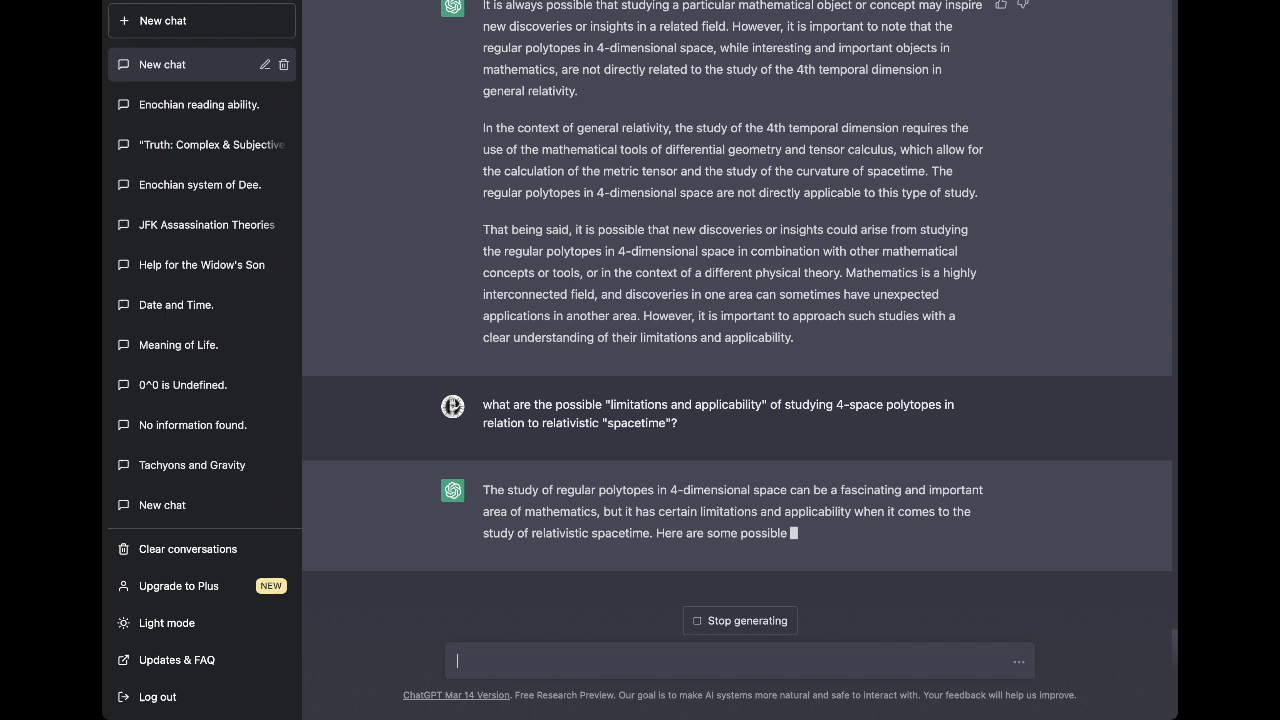 New chat
New chat
Enochian reading ability.
"Truth: Complex & Subjective
Enochian system of Dee.
JFK Assassination Theories
Help for the Widow's Son
Date and Time.
Meaning of Life.
0^0 is Undefined.
No information found.
Tachyons and Gravity
New chat
Clear conversations
Upgrade to Plus NEW
Light mode
Updates & FAQ
Log out
It is always possible that studying a particular mathematical object or concept may inspire
new discoveries or insights in a related field. However, it is important to note that the
regular polytopes in 4-dimensional space, while interesting and important objects in
mathematics, are not directly related to the study of the 4th temporal dimension in
general relativity.
In the context of general relativity, the study of the 4th temporal dimension requires the
use of the mathematical tools of differential geometry and tensor calculus, which allow for
the calculation of the metric tensor and the study of the curvature of spacetime. The
regular polytopes in 4-dimensional space are not directly applicable to this type of study.
That being said, it is possible that new discoveries or insights could arise from studying
the regular polytopes in 4-dimensional space in combination with other mathematical
concepts or tools, or in the context of a different physical theory. Mathematics is a highly
interconnected field, and discoveries in one area can sometimes have unexpected
applications in another area. However, it is important to approach such studies with a
clear understanding of their limitations and applicability.
what are the possible "limitations and applicability" of studying 4-space polytopes in
relation to relativistic "spacetime"?
The study of regular polytopes in 4-dimensional space can be a fascinating and important
area of mathematics, but it has certain limitations and applicability when it comes to the
study of relativistic spacetime. Here are some possible
Stop generating
ChatGPT Mar 14 Version. Free Research Preview. Our goal is to make AI systems more natural and safe to interact with. Your feedback will help us improve.